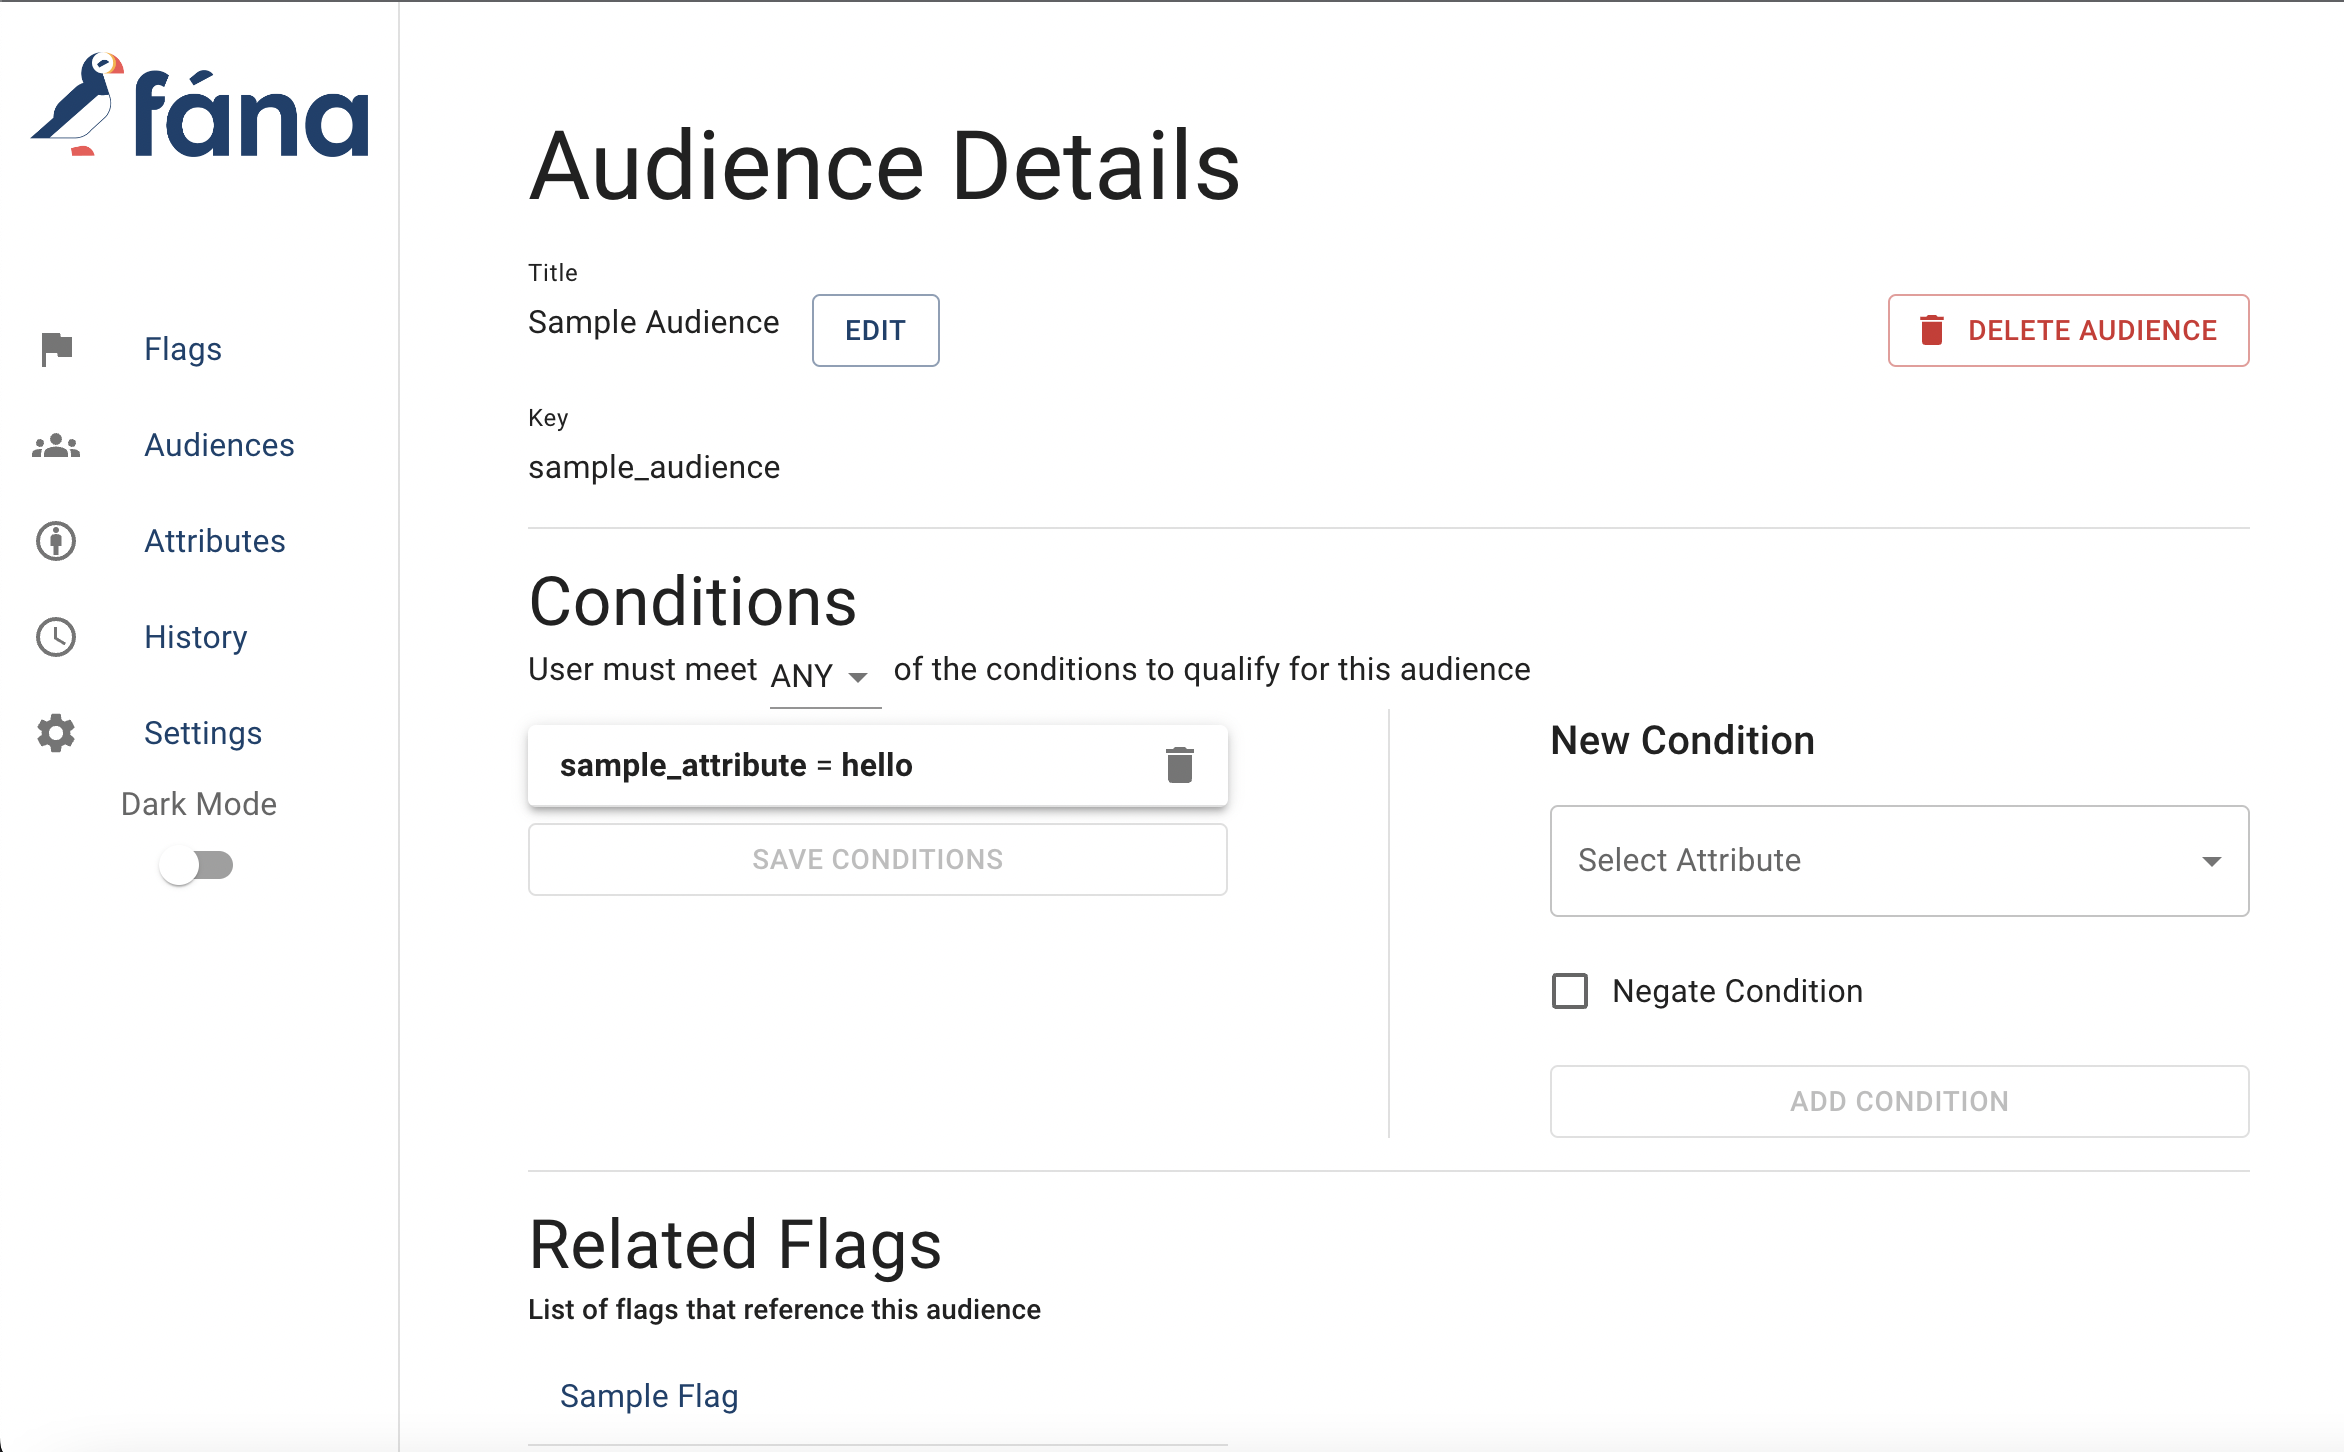 fána
Flags
Audiences
Attributes
History
Settings
Dark Mode
Audience Details
Title
Sample Audience
EDIT
DELETE AUDIENCE
Key
sample_audience
Conditions
User must meet ANY of the conditions to qualify for this audience
sample_attribute = hello
SAVE CONDITIONS
New Condition
Select Attribute
Negate Condition
ADD CONDITION
Related Flags
List of flags that reference this audience
Sample Flag